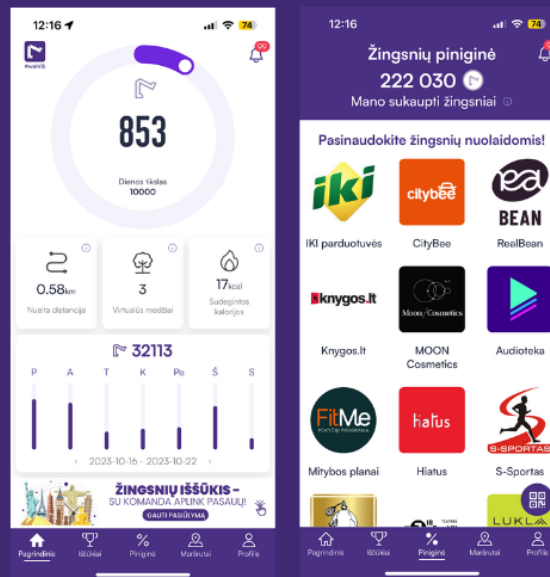 12:16
74
#walk15
99
853
Dienos tikslas
10000
0.58km
Nueita distancija
3
Virtualūs medžiai
17kcal
Sudegintos
kalorijos
32113
P A T K Pe Š S
2023-10-16 - 2023-10-22
ŽINGSNIŲ IŠŠŪKIS –
SU KOMANDA APLINK PASAULĮ!
GAUTI PASIŪLYMĄ
Pagrindinis
Iššūkiai
Piniginė
Maršrutai
Profilis
12:16
74
Žingsnių piniginė
222 030
Mano sukaupti žingsniai
Pasinaudokite žingsnių nuolaidomis!
iki
citybee
BEAN
IKI parduotuvės
CityBee
RealBean
knygos.lt
Moon/Cosmetics
Knygos.lt
MOON
Cosmetics
Audioteka
FitMe
hiatus
S-SPORTAS
Mitybos planai
Hiatus
S-Sportas
LUKLA
Pagrindinis
Iššūkiai
Piniginė
Maršrutai
Profilis